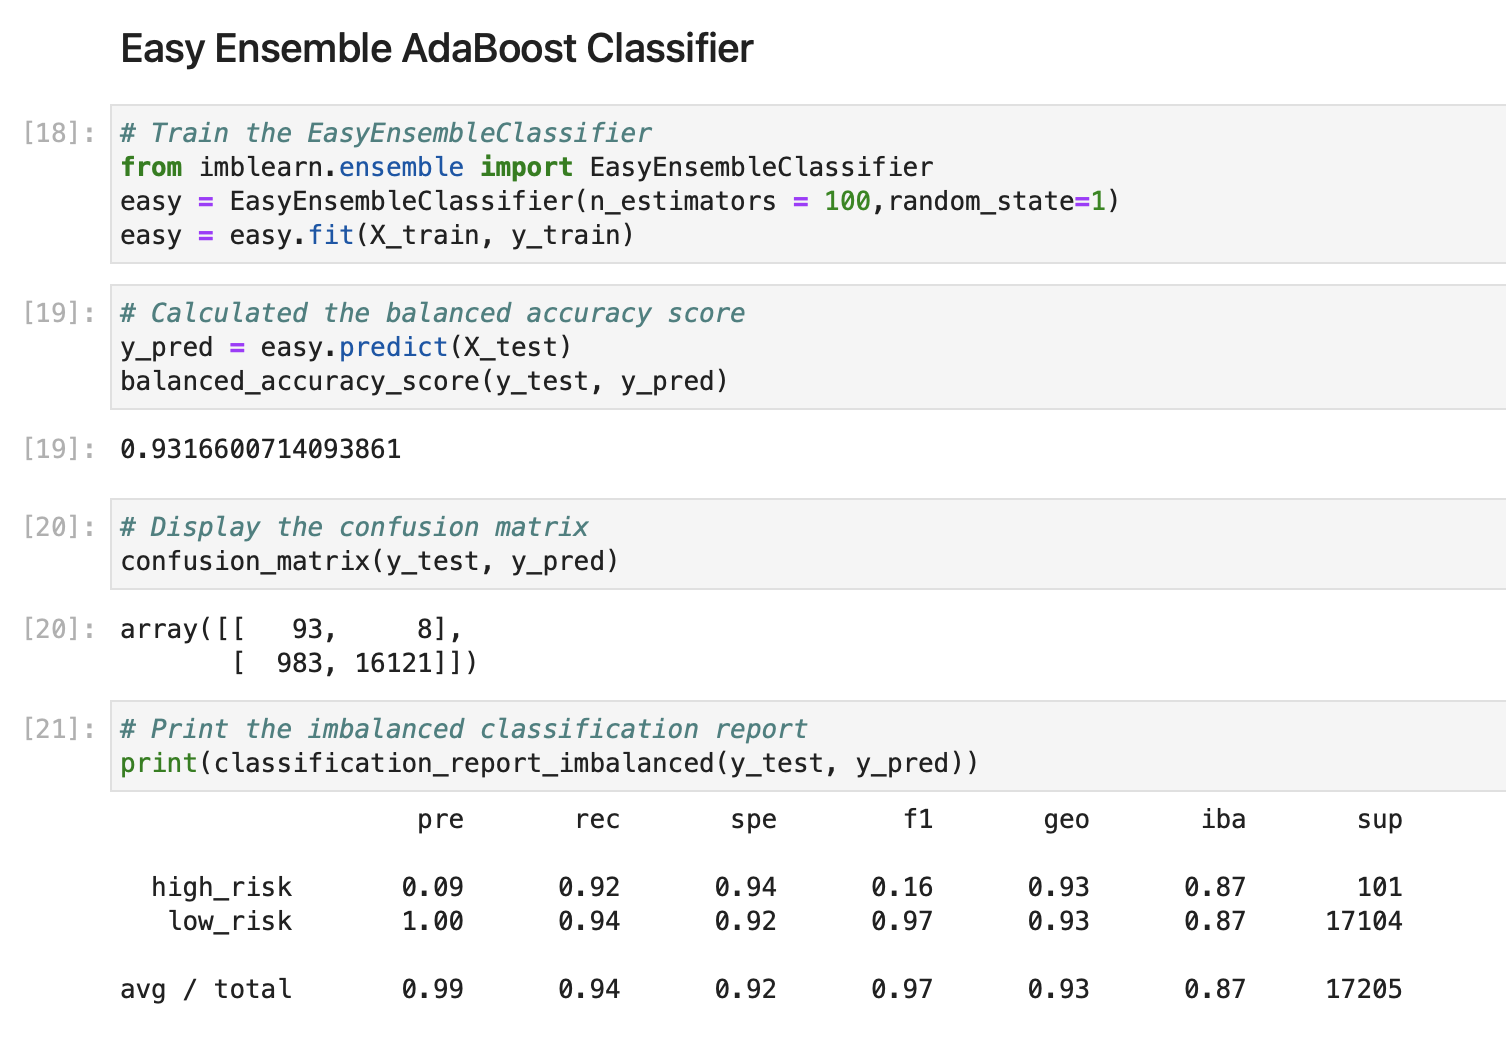 Easy Ensemble AdaBoost Classifier
[18]: # Train the EasyEnsembleClassifier
from imblearn.ensemble import EasyEnsembleClassifier
easy = EasyEnsembleClassifier(n_estimators = 100,random_state=1)
easy = easy.fit(X_train, y_train)
[19]: # Calculated the balanced accuracy score
y_pred = easy.predict(X_test)
balanced_accuracy_score(y_test, y_pred)
[19]: 0.9316600714093861
[20]: # Display the confusion matrix
confusion_matrix(y_test, y_pred)
[20]: array([[   93,     8],
       [  983, 16121]])
[21]: # Print the imbalanced classification report
print(classification_report_imbalanced(y_test, y_pred))
pre rec spe f1 geo iba sup
high_risk 0.09 0.92 0.94 0.16 0.93 0.87 101
low_risk 1.00 0.94 0.92 0.97 0.93 0.87 17104
avg / total 0.99 0.94 0.92 0.97 0.93 0.87 17205